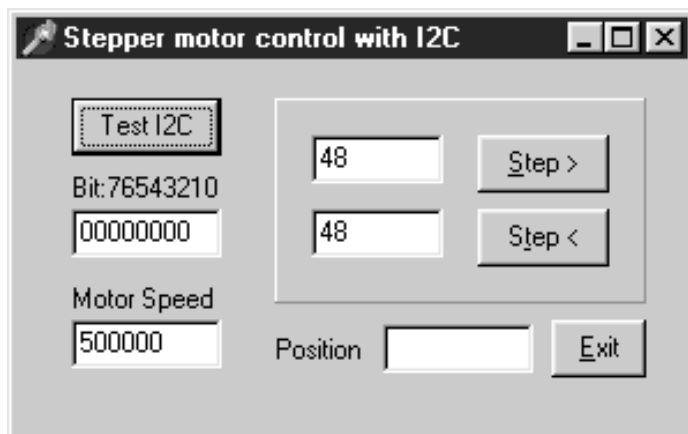 Stepper motor control with I2C
Test I2C
Bit:76543210
00000000
Motor Speed
500000
48
Step >
48
Step <
Position
Exit